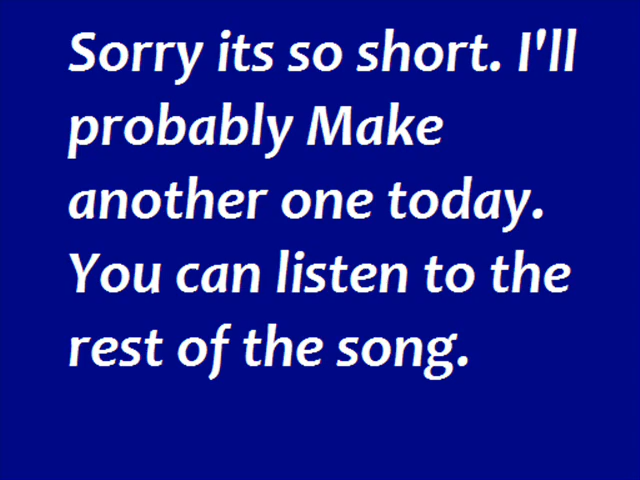 Sorry its so short. I'll
probably Make
another one today.
You can listen to the
rest of the song.